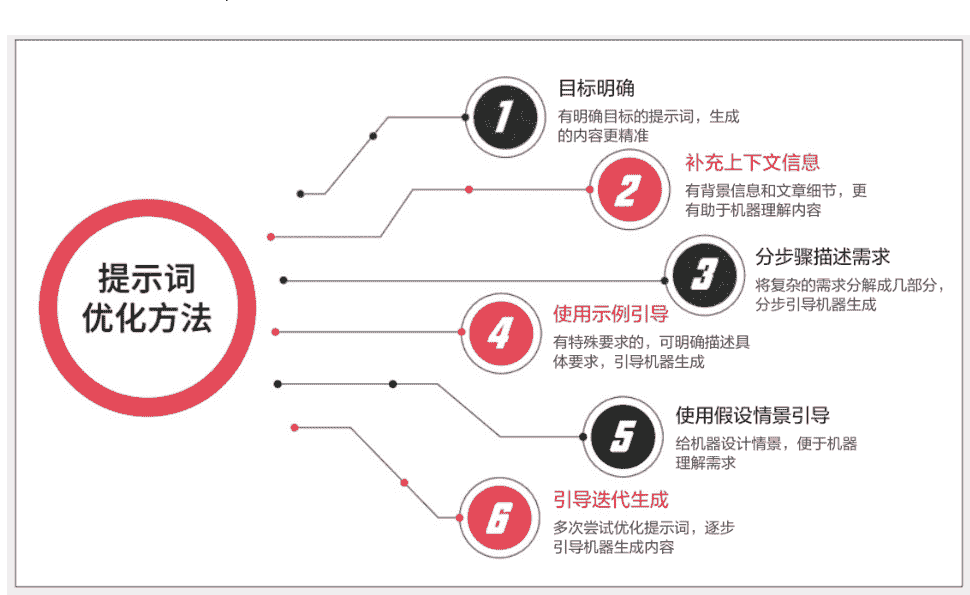 提示词
优化方法
1
目标明确
有明确目标的提示词，生成
的内容更精准
2
补充上下文信息
有背景信息和文章细节，更
有助于机器理解内容
3
分步骤描述需求
将复杂的需求分解成几部分，
分步引导机器生成
4
使用示例引导
有特殊要求的，可明确描述具
体要求，引导机器生成
5
使用假设情景引导
给机器设计情景，便于机器
理解需求
6
引导迭代生成
多次尝试优化提示词，逐步
引导机器生成内容